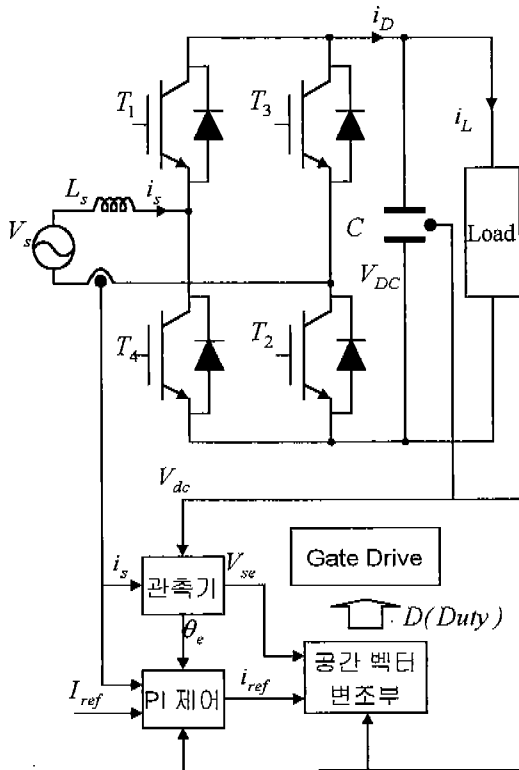 i_D
T_1
T_3
i_L
L_s
i_s
V_s
C
Load
V_DC
T_4
T_2
V_dc
Gate Drive
i_s
관측기
V_se
D(Duty)
θ_e
공간 벡터
변조부
I_ref
PI 제어
i_ref